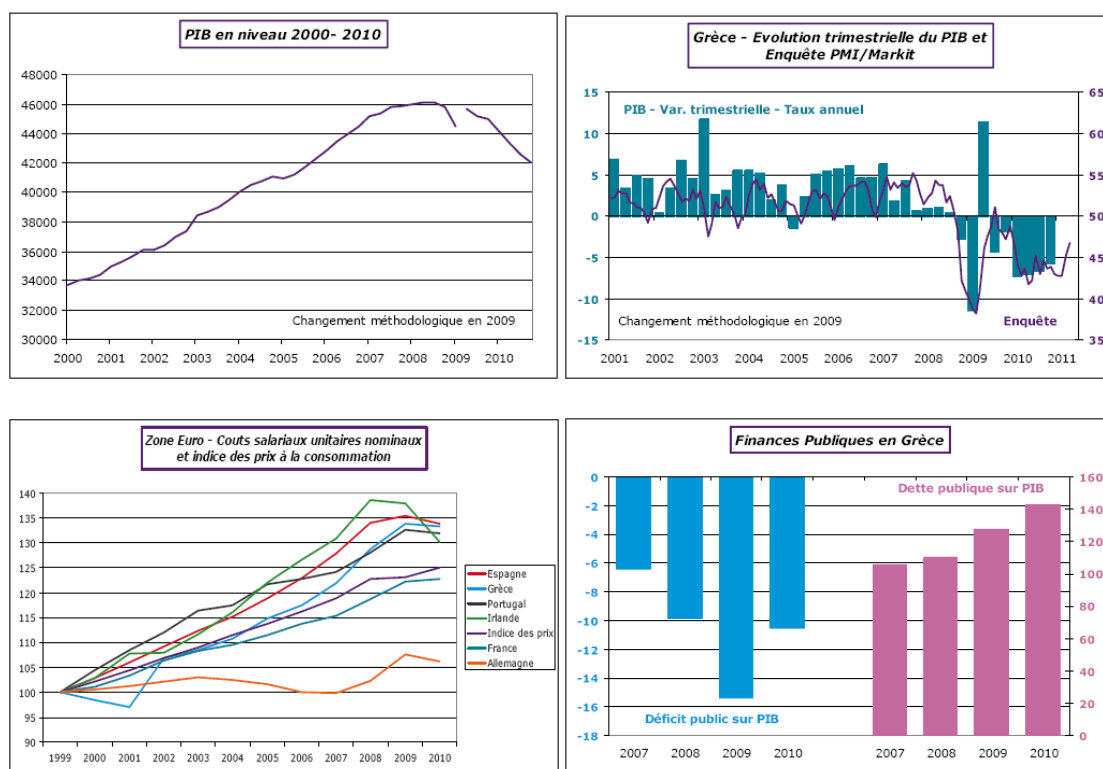 PIB en niveau 2000- 2010
48000
46000
44000
42000
40000
38000
36000
34000
32000
30000
Changement méthodologique en 2009
2000 2001 2002 2003 2004 2005 2006 2007 2008 2009 2010
Grèce - Evolution trimestrielle du PIB et
Enquête PMI/Markit
15
10
5
0
-5
-10
-15
65
60
55
50
45
40
35
PIB - Var. trimestrielle - Taux annuel
Changement méthodologique en 2009
Enquête
2001 2002 2003 2004 2005 2006 2007 2008 2009 2010 2011
Zone Euro - Couts salariaux unitaires nominaux
et indice des prix à la consommation
140
135
130
125
120
115
110
105
100
95
90
1999 2000 2001 2002 2003 2004 2005 2006 2007 2008 2009 2010
Espagne
Grèce
Portugal
Irlande
Indice des prix
France
Allemagne
Finances Publiques en Grèce
-0
-2
-4
-6
-8
-10
-12
-14
-16
-18
160
140
120
100
80
60
40
20
0
Dette publique sur PIB
Déficit public sur PIB
2007 2008 2009 2010 2007 2008 2009 2010